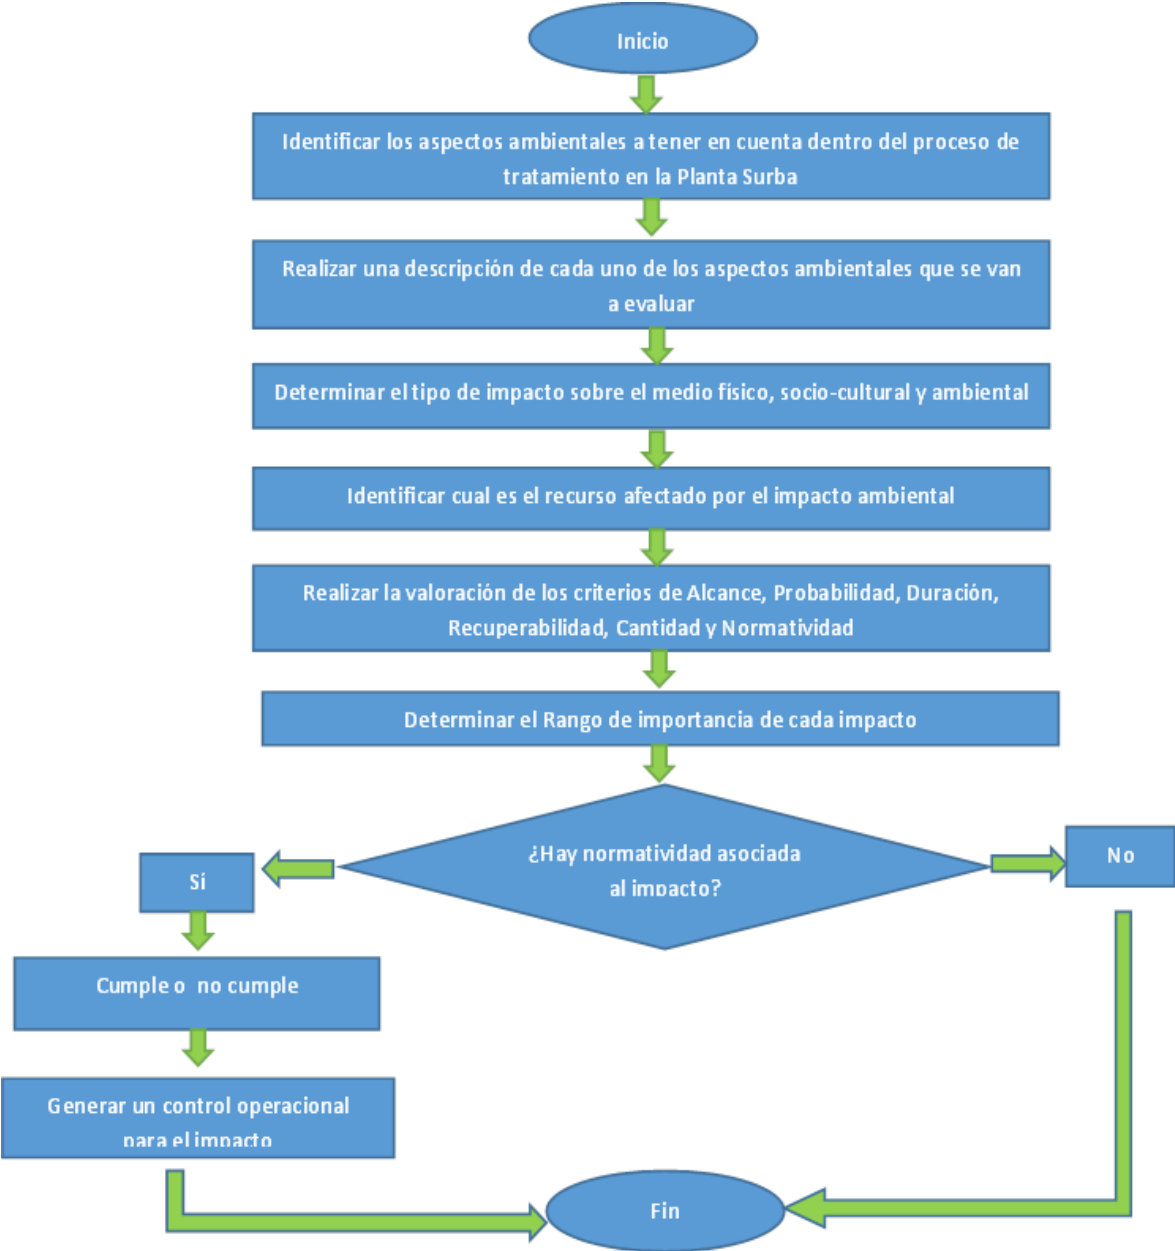 Inicio
Identificar los aspectos ambientales a tener en cuenta dentro del proceso de
tratamiento en la Planta Surba
Realizar una descripción de cada uno de los aspectos ambientales que se van
a evaluar
Determinar el tipo de impacto sobre el medio físico, socio-cultural y ambiental
Identificar cual es el recurso afectado por el impacto ambiental
Realizar la valoración de los criterios de Alcance, Probabilidad, Duración,
Recuperabilidad, Cantidad y Normatividad
Determinar el Rango de importancia de cada impacto
¿Hay normatividad asociada
al impacto?
Sí
No
Cumple o no cumple
Generar un control operacional
para el impacto
Fin